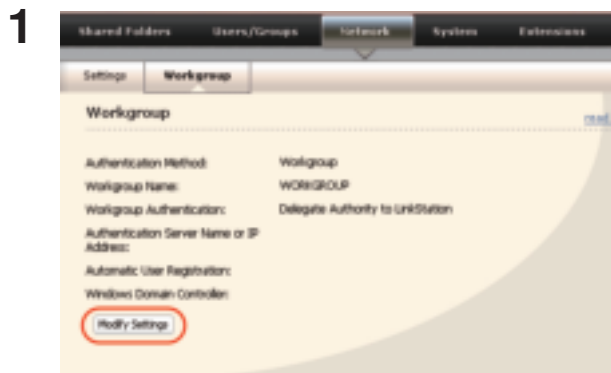 1
Shared Folders Users/Groups Network System Extensions
Settings Workgroup
Workgroup
read
Authentication Method: Workgroup
Workgroup Name: WORKGROUP
Workgroup Authentication: Delegate Authority to LinkStation
Authentication Server Name or IP
Address:
Automatic User Registration:
Windows Domain Controller:
Modify Settings